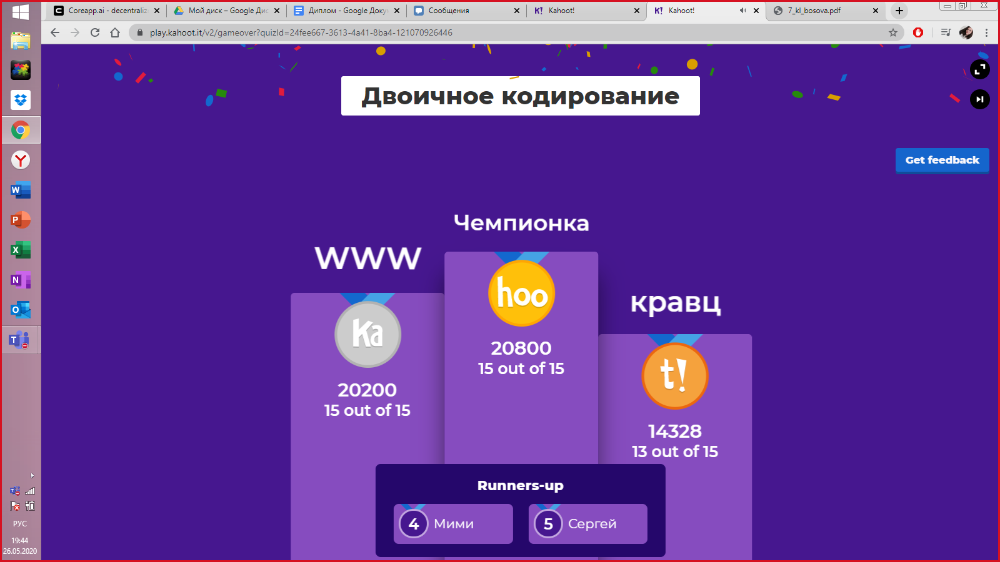 Coreapp.ai - decentraliz
Мой диск – Google Дис
Диплом - Google Доку
Сообщения
K! Kahoot!
K! Kahoot!
7_kl_bosova.pdf
play.kahoot.it/v2/gameover?quizId=24fee667-3613-4a41-8ba4-121070926446
Двоичное кодирование
Get feedback
Чемпионка
WWW
кравц
hoo
20800
15 out of 15
Ka
20200
15 out of 15
t!
14328
13 out of 15
Runners-up
4 Мими
5 Сергей
РУС
19:44
26.05.2020